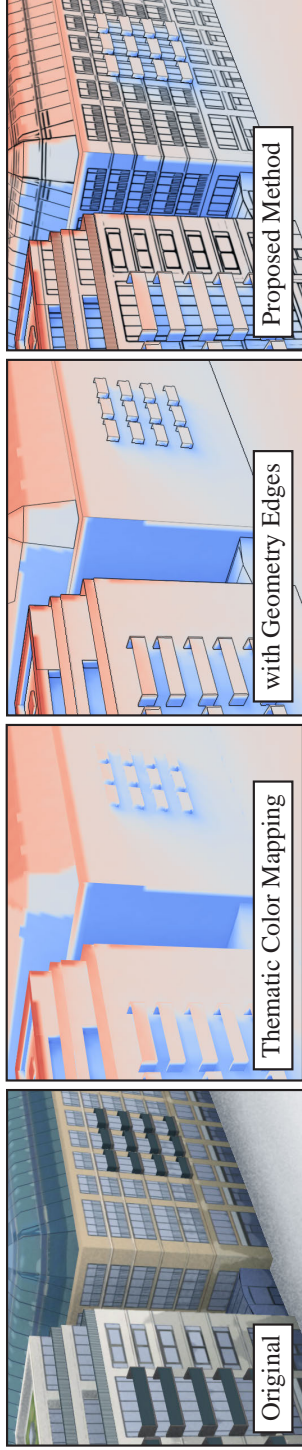 Original
Thematic Color Mapping
with Geometry Edges
Proposed Method